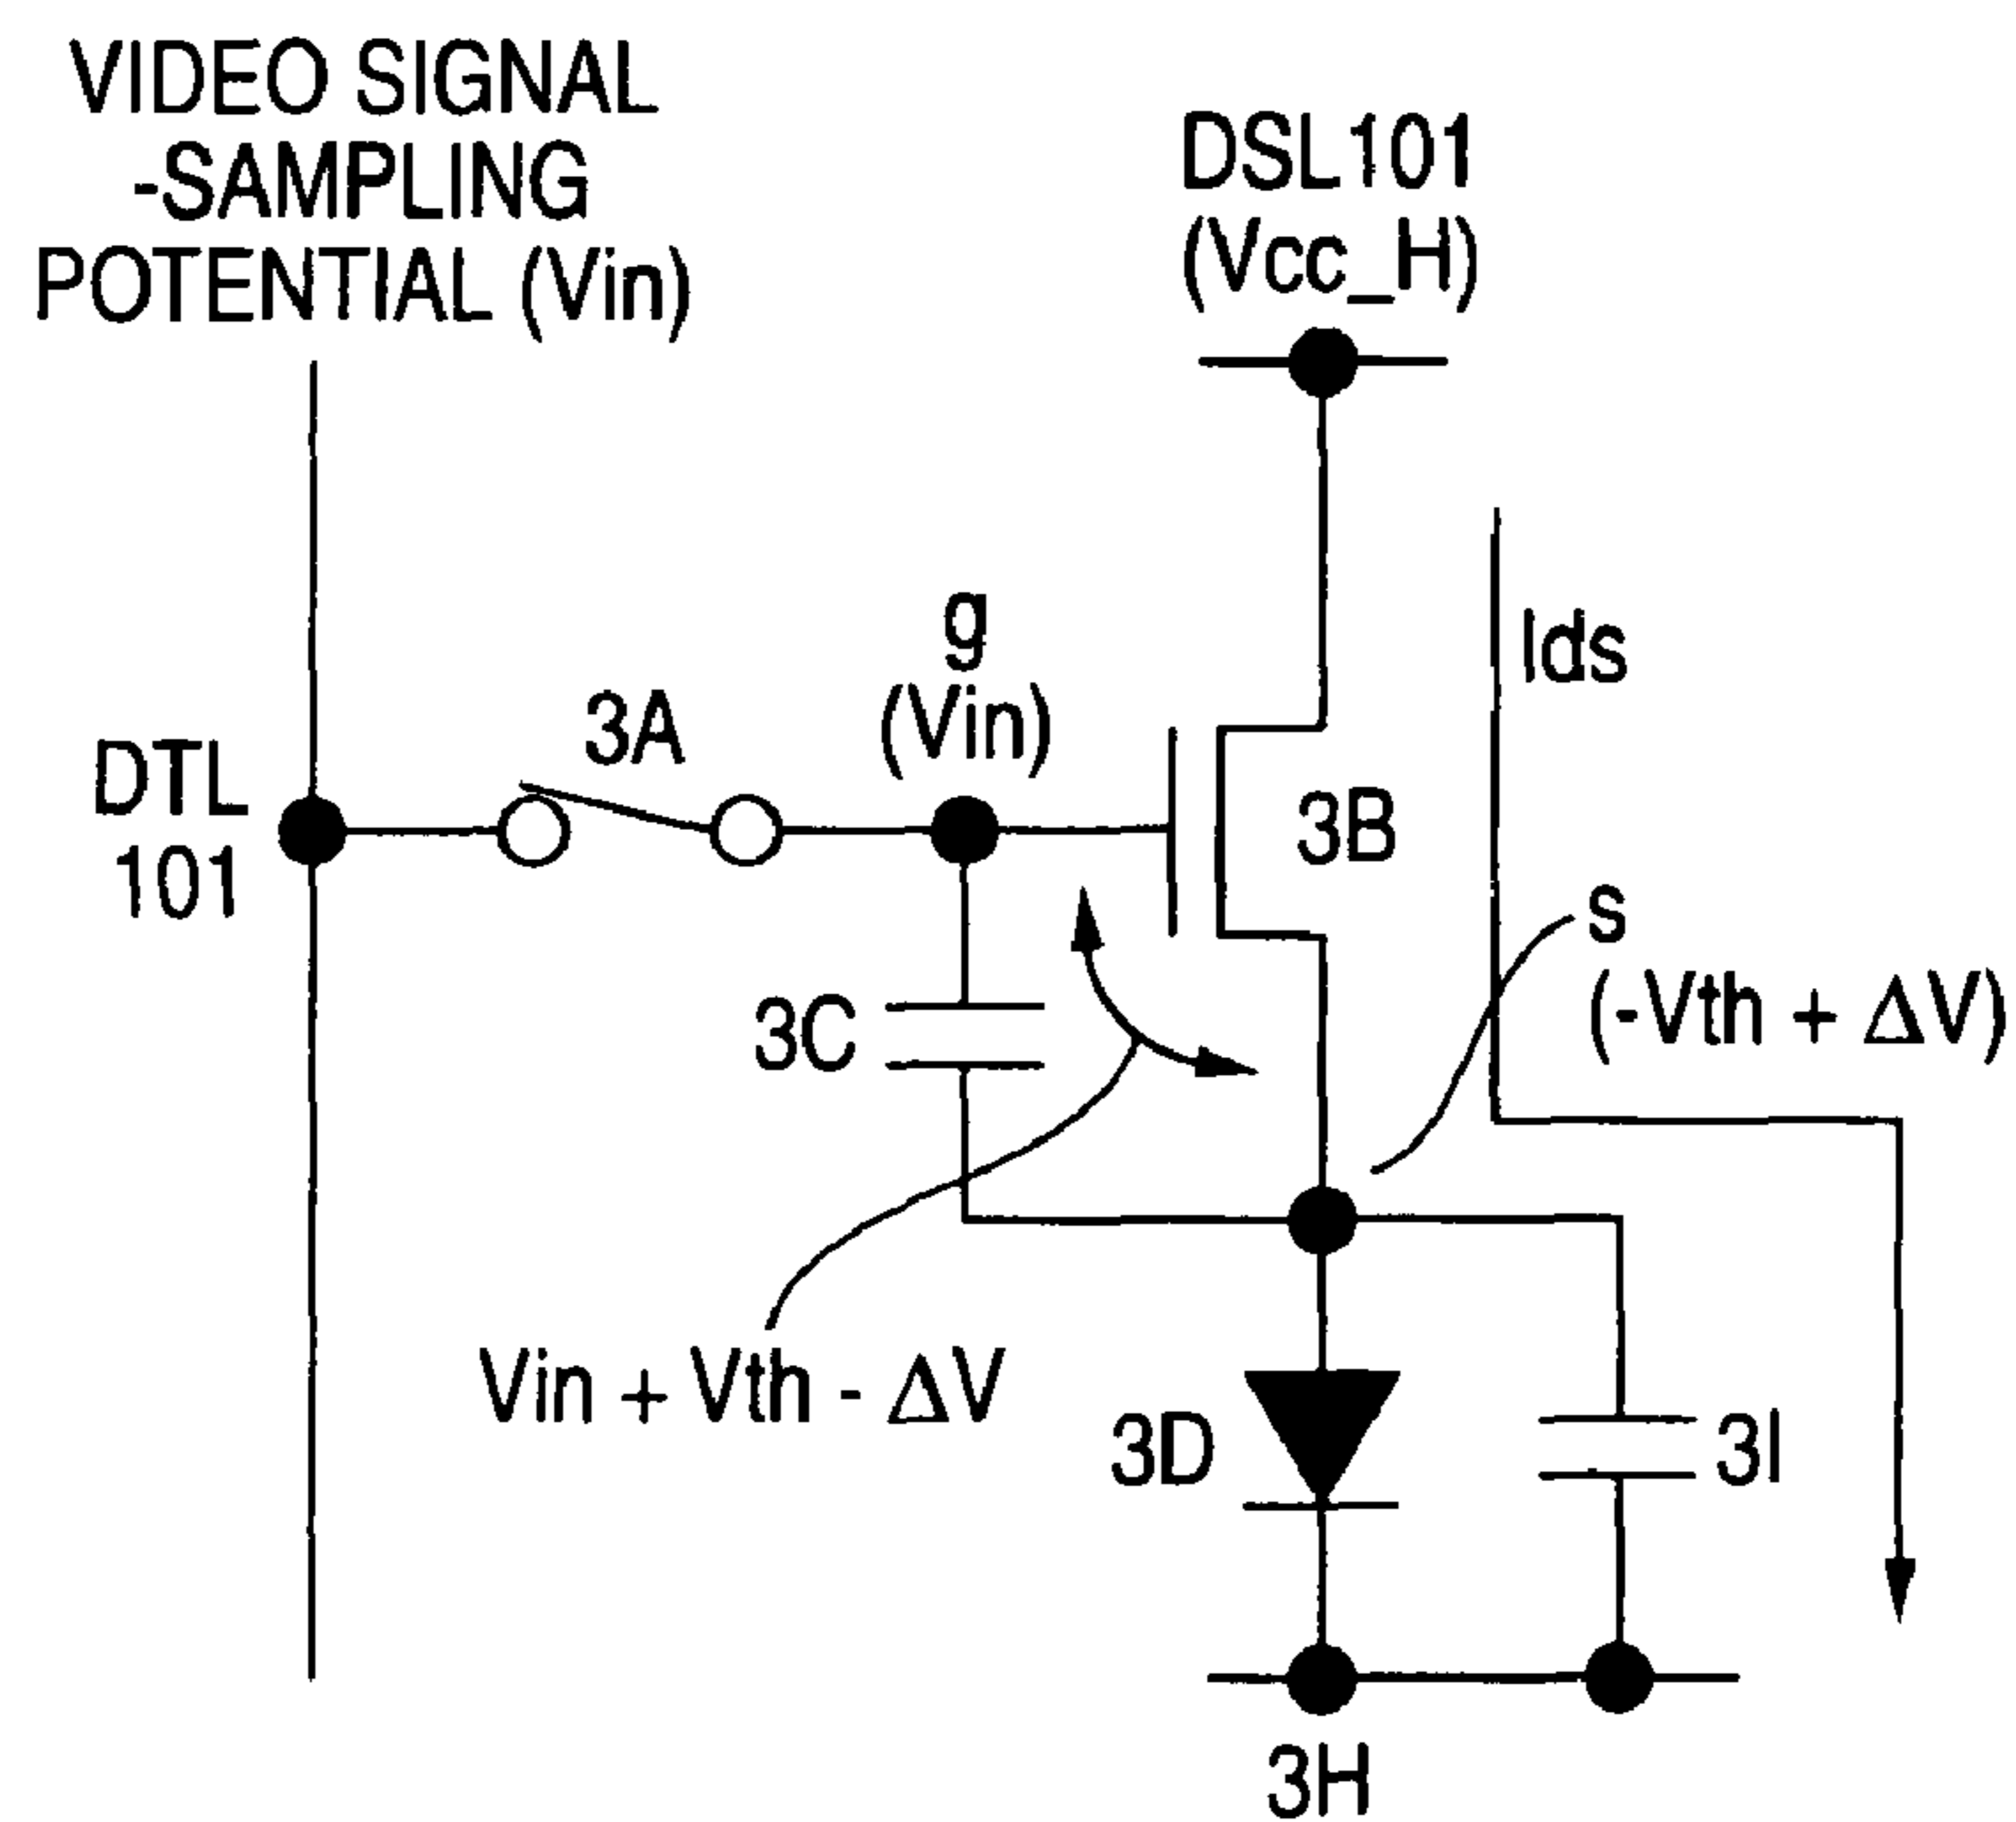 VIDEO SIGNAL
-SAMPLING
POTENTIAL (Vin)
DSL101
(Vcc_H)
Ids
g
(Vin)
3A
DTL
101
3B
s
(-Vth + ΔV)
3C
Vin + Vth - ΔV
3D
3I
3H